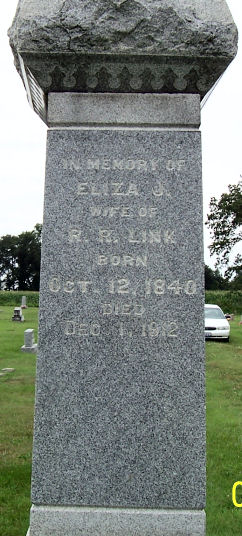 IN MEMORY OF
ELIZA J.
WIFE OF
R. R. LINK
BORN
OCT. 12, 1840
DIED
DEC. 1, 1912